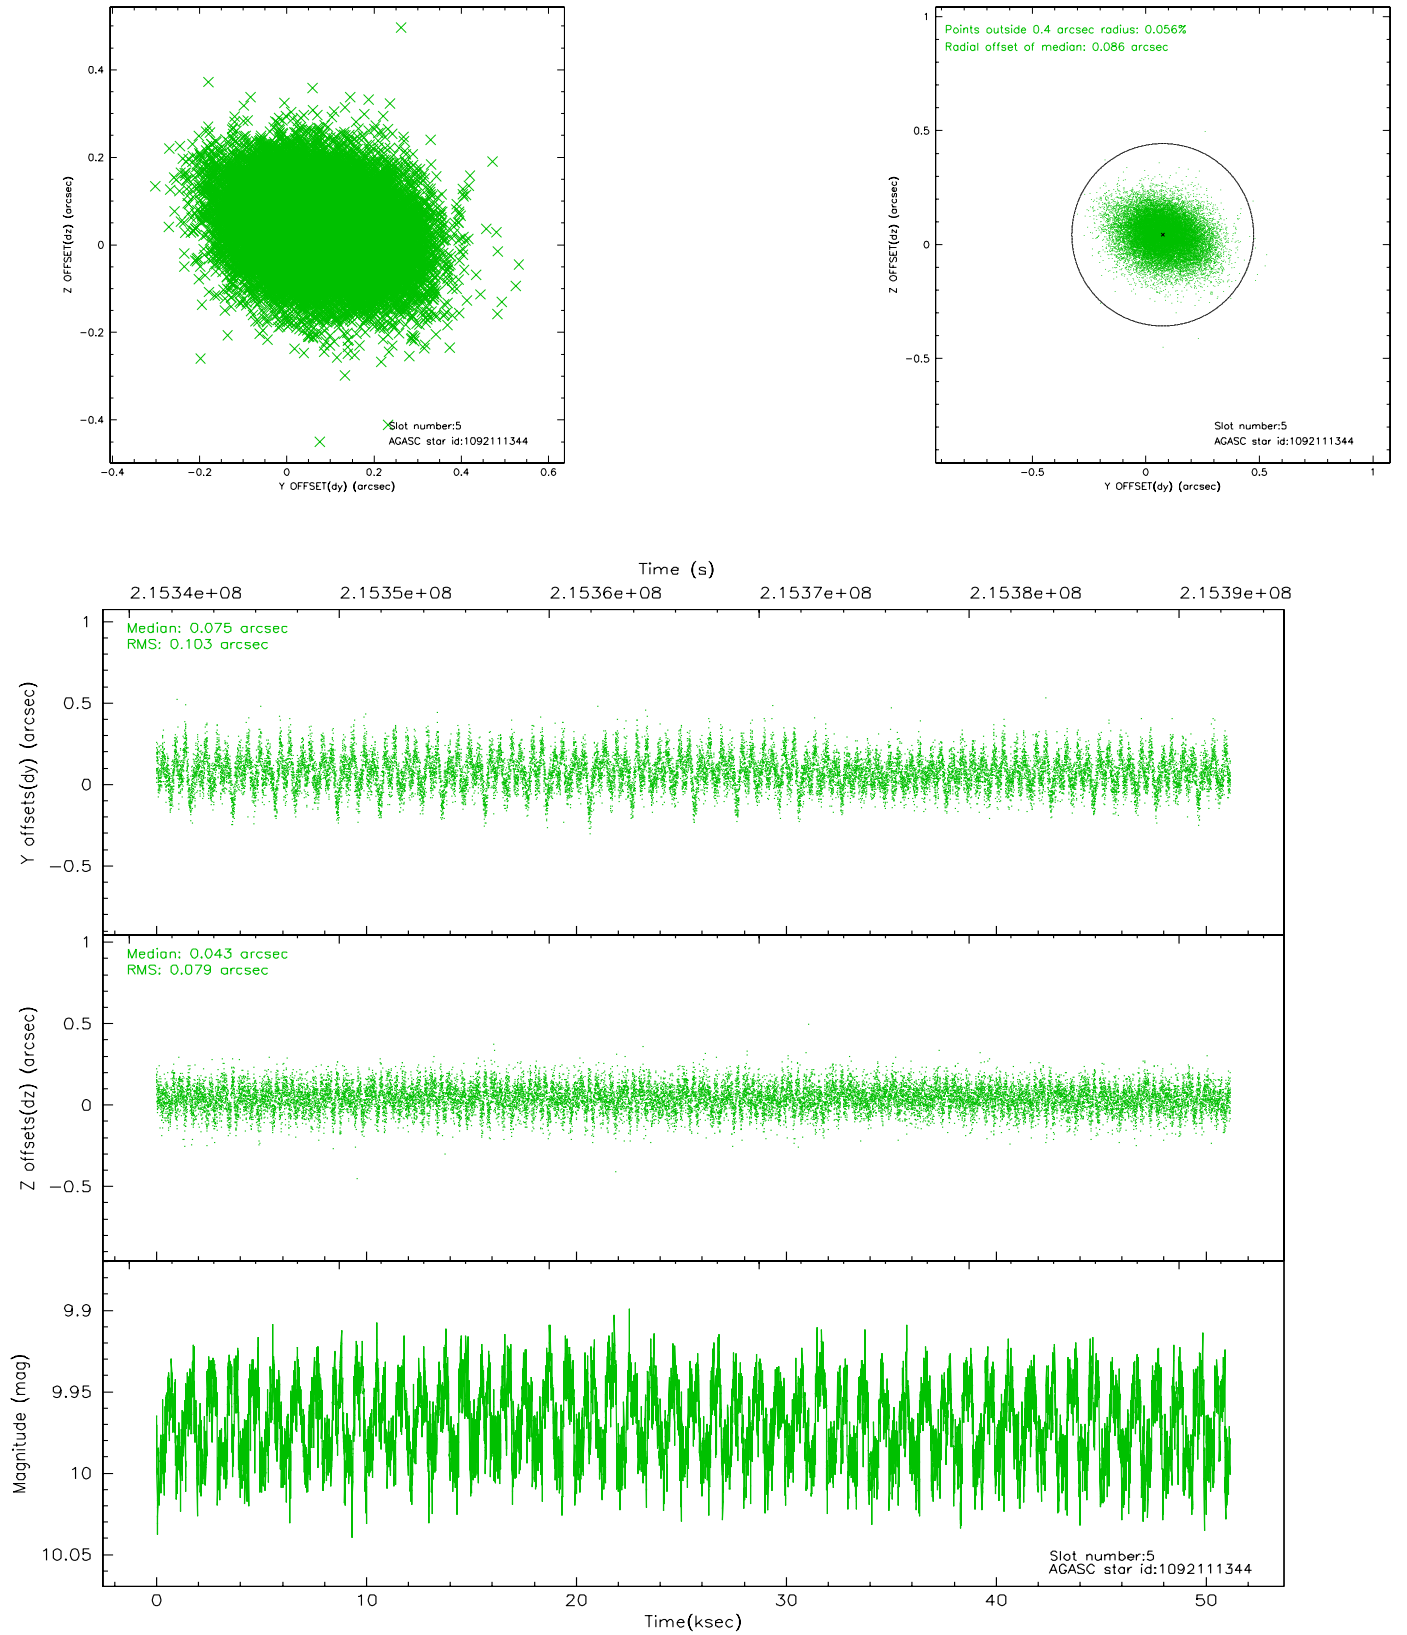 0.4
0.2
0
−0.2
−0.4
Z OFFSET(dz) (arcsec)
Slot number:5
AGASC star id:1092111344
−0.4 −0.2 0 0.2 0.4 0.6
Y OFFSET(dy) (arcsec)
Points outside 0.4 arcsec radius: 0.056%
Radial offset of median: 0.086 arcsec
1
0.5
0
−0.5
Z OFFSET(dz) (arcsec)
Slot number:5
AGASC star id:1092111344
−0.5 0 0.5 1
Y OFFSET(dy) (arcsec)
Time (s)
2.1534e+08 2.1535e+08 2.1536e+08 2.1537e+08 2.1538e+08 2.1539e+08
Median: 0.075 arcsec
RMS: 0.103 arcsec
1
0.5
0
−0.5
Y offsets(dy) (arcsec)
Median: 0.043 arcsec
RMS: 0.079 arcsec
1
0.5
0
−0.5
Z offsets(dz) (arcsec)
9.9
9.95
10
10.05
Magnitude (mag)
Slot number:5
AGASC star id:1092111344
0 10 20 30 40 50
Time(ksec)